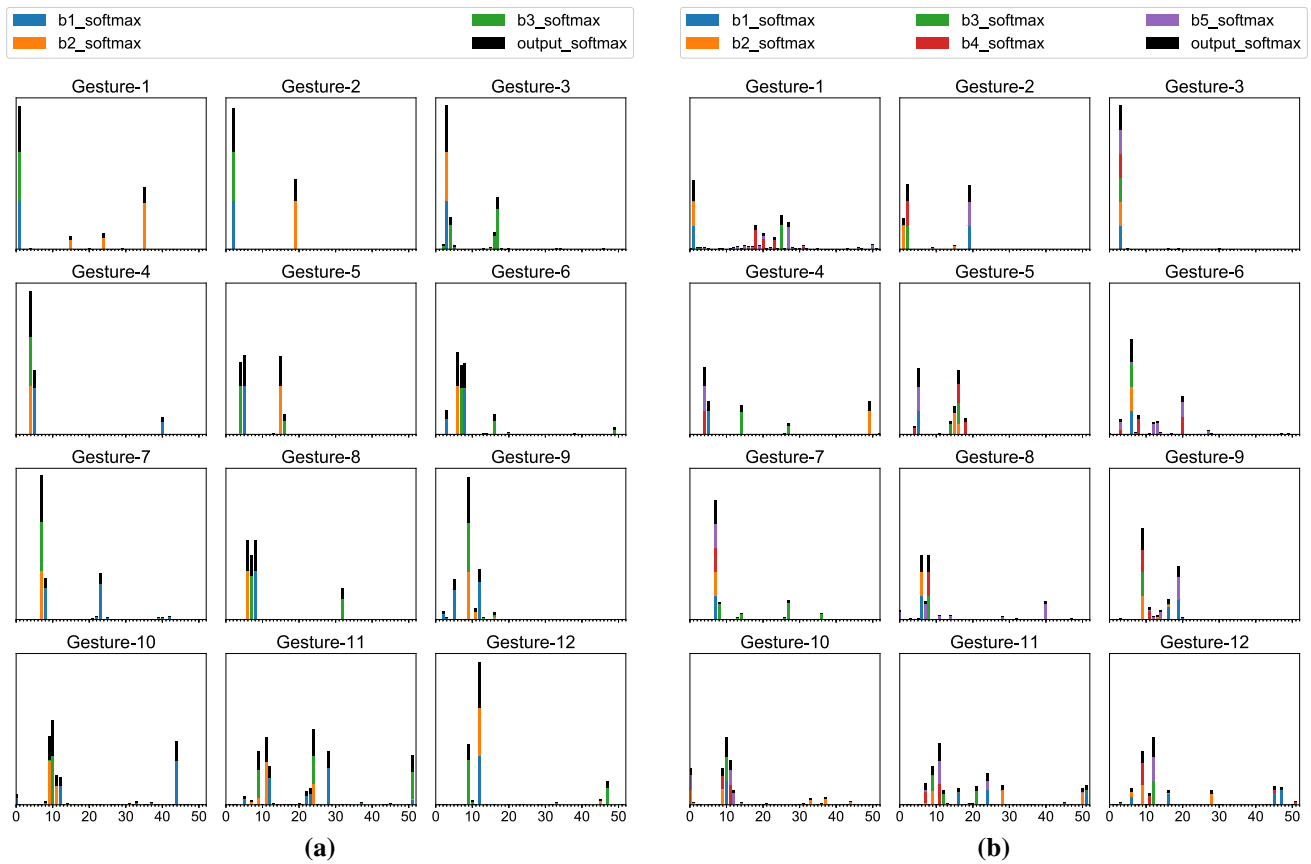 b1_softmax b3_softmax
b2_softmax output_softmax
b1_softmax b3_softmax b5_softmax
b2_softmax b4_softmax output_softmax
Gesture-1 Gesture-2 Gesture-3
Gesture-1 Gesture-2 Gesture-3
Gesture-4 Gesture-5 Gesture-6
Gesture-4 Gesture-5 Gesture-6
Gesture-7 Gesture-8 Gesture-9
Gesture-7 Gesture-8 Gesture-9
Gesture-10 Gesture-11 Gesture-12
Gesture-10 Gesture-11 Gesture-12
0 10 20 30 40 50 0 10 20 30 40 50 0 10 20 30 40 50
0 10 20 30 40 50 0 10 20 30 40 50 0 10 20 30 40 50
(a) (b)